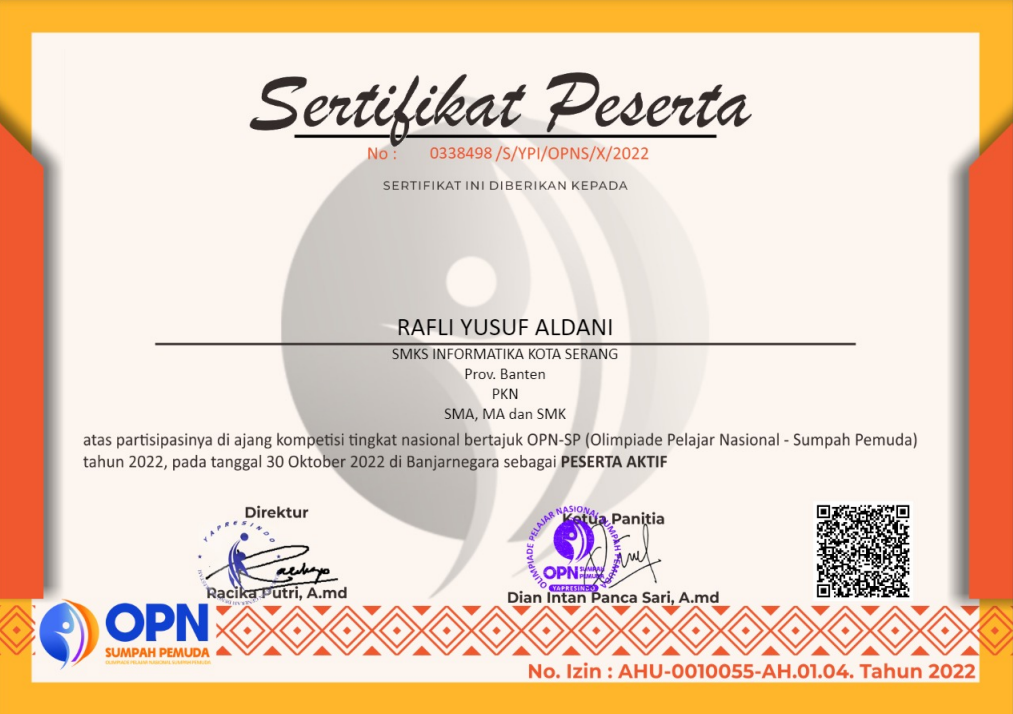 Sertifikat Peserta
No : 0338498 /S/YPI/OPNS/X/2022
SERTIFIKAT INI DIBERIKAN KEPADA
RAFLI YUSUF ALDANI
SMKS INFORMATIKA KOTA SERANG
Prov. Banten
PKN
SMA, MA dan SMK
atas partisipasinya di ajang kompetisi tingkat nasional bertajuk OPN-SP (Olimpiade Pelajar Nasional - Sumpah Pemuda)
tahun 2022, pada tanggal 30 Oktober 2022 di Banjarnegara sebagai PESERTA AKTIF
Direktur
YAPRESINDO
Racika Putri, A.md
Ketua Panitia
OLIMPIADE PELAJAR NASIONAL SUMPAH PEMUDA
OPN SUMPAH PEMUDA
YAPRESINDO
Dian Intan Panca Sari, A.md
OPN
SUMPAH PEMUDA
OLIMPIADE PELAJAR NASIONAL SUMPAH PEMUDA
No. Izin : AHU-0010055-AH.01.04. Tahun 2022